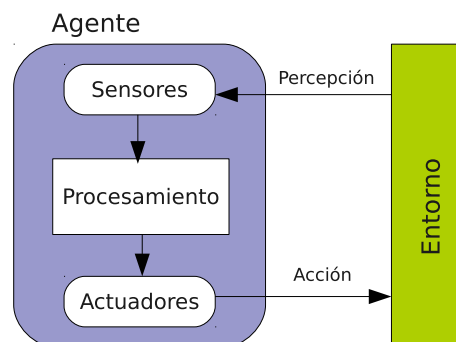 Agente
Sensores
Percepción
Procesamiento
Entorno
Acción
Actuadores